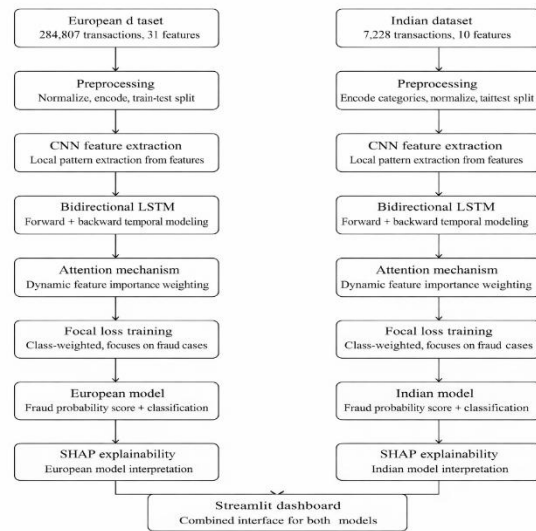 European d taset
284,807 transactions, 31 features
Preprocessing
Normalize, encode, train-test split
CNN feature extraction
Local pattern extraction from features
Bidirectional LSTM
Forward + backward temporal modeling
Attention mechanism
Dynamic feature importance weighting
Focal loss training
Class-weighted, focuses on fraud cases
European model
Fraud probability score + classification
SHAP explainability
European model interpretation
Indian dataset
7,228 transactions, 10 features
Preprocessing
Encode categories, normalize, taittest split
CNN feature extraction
Local pattern extraction from features
Bidirectional LSTM
Forward + backward temporal modeling
Attention mechanism
Dynamic feature importance weighting
Focal loss training
Class-weighted, focuses on fraud cases
Indian model
Fraud probability score + classification
SHAP explainability
Indian model interpretation
Streamlit dashboard
Combined interface for both models